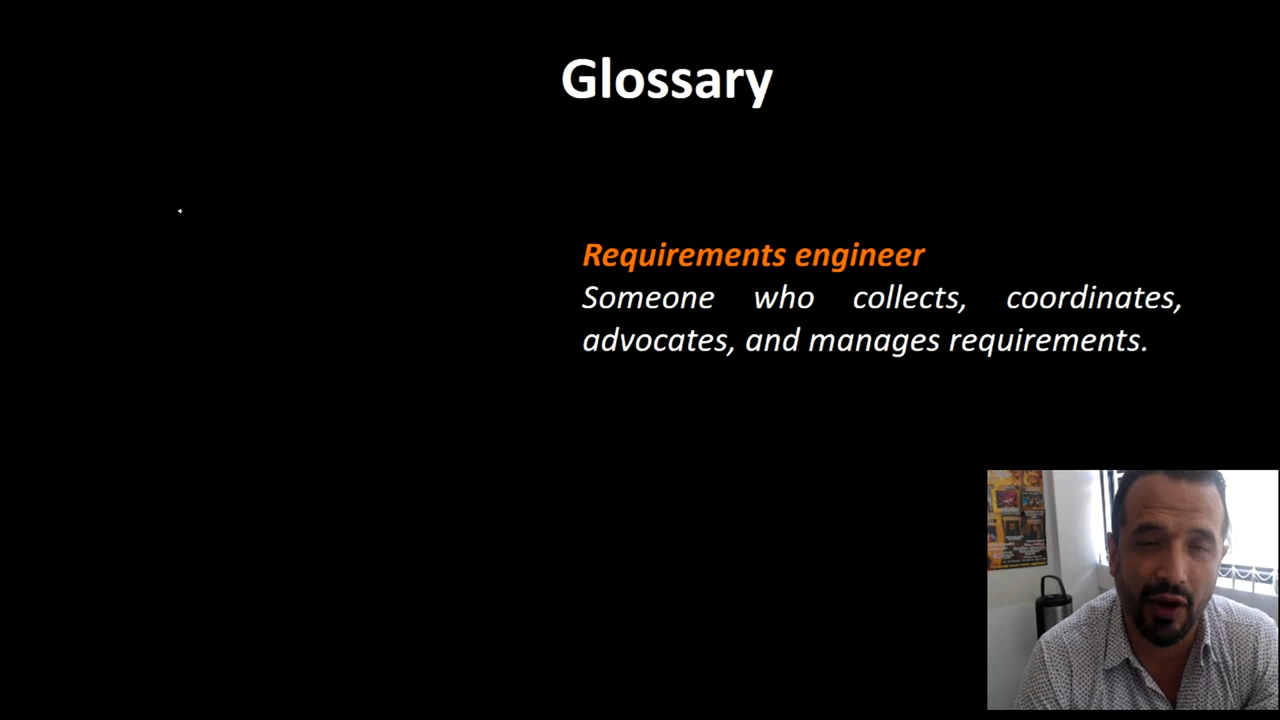 Glossary
Requirements engineer
Someone who collects, coordinates,
advocates, and manages requirements.